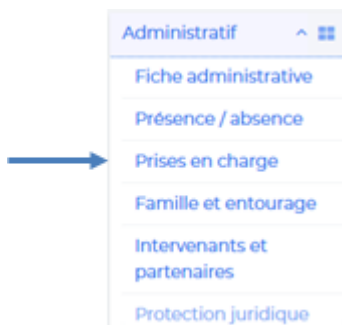 Administratif
Fiche administrative
Présence / absence
Prises en charge
Famille et entourage
Intervenants et
partenaires
Protection juridique